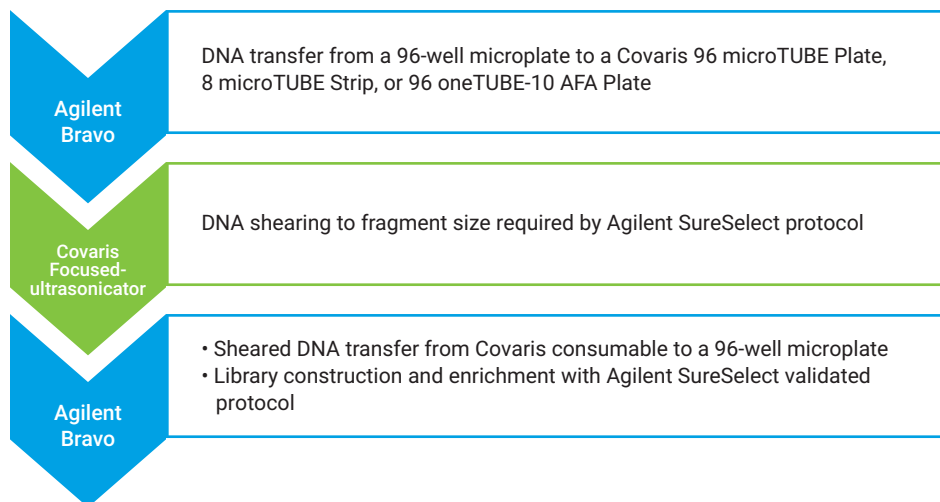 Agilent
Bravo
DNA transfer from a 96-well microplate to a Covaris 96 microTUBE Plate,
8 microTUBE Strip, or 96 oneTUBE-10 AFA Plate
Covaris
Focused-
ultrasonicator
DNA shearing to fragment size required by Agilent SureSelect protocol
Agilent
Bravo
• Sheared DNA transfer from Covaris consumable to a 96-well microplate
• Library construction and enrichment with Agilent SureSelect validated
protocol